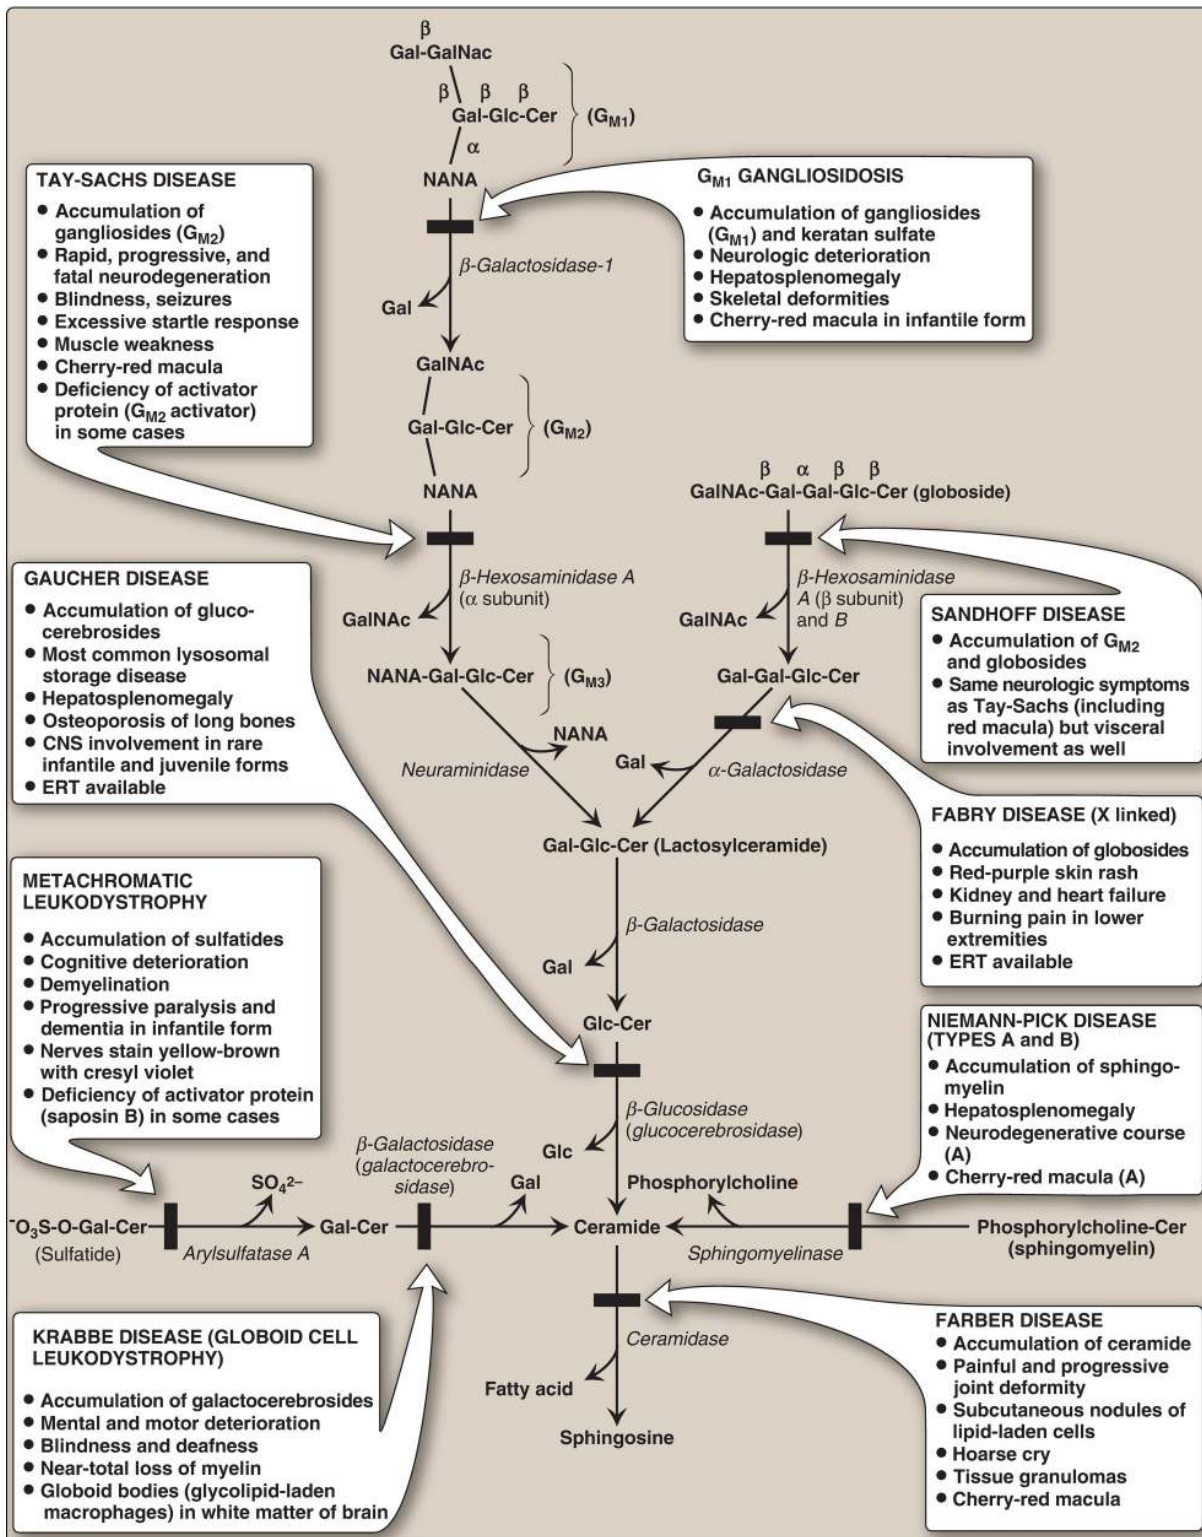 β
Gal-GalNac
β β β
Gal-Glc-Cer
(GM1)
α
NANA
β-Galactosidase-1
Gal
GalNAc
Gal-Glc-Cer
(GM2)
NANA
β-Hexosaminidase A
(α subunit)
GalNAc
NANA-Gal-Glc-Cer
(GM3)
NANA
Neuraminidase
β α β β
GalNAc-Gal-Gal-Glc-Cer (globoside)
β-Hexosaminidase
A (β subunit)
and B
GalNAc
Gal-Gal-Glc-Cer
Gal
α-Galactosidase
Gal-Glc-Cer (Lactosylceramide)
β-Galactosidase
Gal
Glc-Cer
β-Glucosidase
(glucocerebrosidase)
Glc
Ceramide
⁻O₃S-O-Gal-Cer
(Sulfatide)
SO₄²⁻
Arylsulfatase A
Gal-Cer
β-Galactosidase
(galactocerebro-
sidase)
Gal
Phosphorylcholine
Sphingomyelinase
Phosphorylcholine-Cer
(sphingomyelin)
Ceramidase
Fatty acid
Sphingosine
TAY-SACHS DISEASE
● Accumulation of
gangliosides (GM2)
● Rapid, progressive, and
fatal neurodegeneration
● Blindness, seizures
● Excessive startle response
● Muscle weakness
● Cherry-red macula
● Deficiency of activator
protein (GM2 activator)
in some cases
GM1 GANGLIOSIDOSIS
● Accumulation of gangliosides
(GM1) and keratan sulfate
● Neurologic deterioration
● Hepatosplenomegaly
● Skeletal deformities
● Cherry-red macula in infantile form
GAUCHER DISEASE
● Accumulation of gluco-
cerebrosides
● Most common lysosomal
storage disease
● Hepatosplenomegaly
● Osteoporosis of long bones
● CNS involvement in rare
infantile and juvenile forms
● ERT available
SANDHOFF DISEASE
● Accumulation of GM2
and globosides
● Same neurologic symptoms
as Tay-Sachs (including
red macula) but visceral
involvement as well
FABRY DISEASE (X linked)
● Accumulation of globosides
● Red-purple skin rash
● Kidney and heart failure
● Burning pain in lower
extremities
● ERT available
METACHROMATIC
LEUKODYSTROPHY
● Accumulation of sulfatides
● Cognitive deterioration
● Demyelination
● Progressive paralysis and
dementia in infantile form
● Nerves stain yellow-brown
with cresyl violet
● Deficiency of activator protein
(saposin B) in some cases
NIEMANN-PICK DISEASE
(TYPES A and B)
● Accumulation of sphingo-
myelin
● Hepatosplenomegaly
● Neurodegenerative course
(A)
● Cherry-red macula (A)
KRABBE DISEASE (GLOBOID CELL
LEUKODYSTROPHY)
● Accumulation of galactocerebrosides
● Mental and motor deterioration
● Blindness and deafness
● Near-total loss of myelin
● Globoid bodies (glycolipid-laden
macrophages) in white matter of brain
FARBER DISEASE
● Accumulation of ceramide
● Painful and progressive
joint deformity
● Subcutaneous nodules of
lipid-laden cells
● Hoarse cry
● Tissue granulomas
● Cherry-red macula